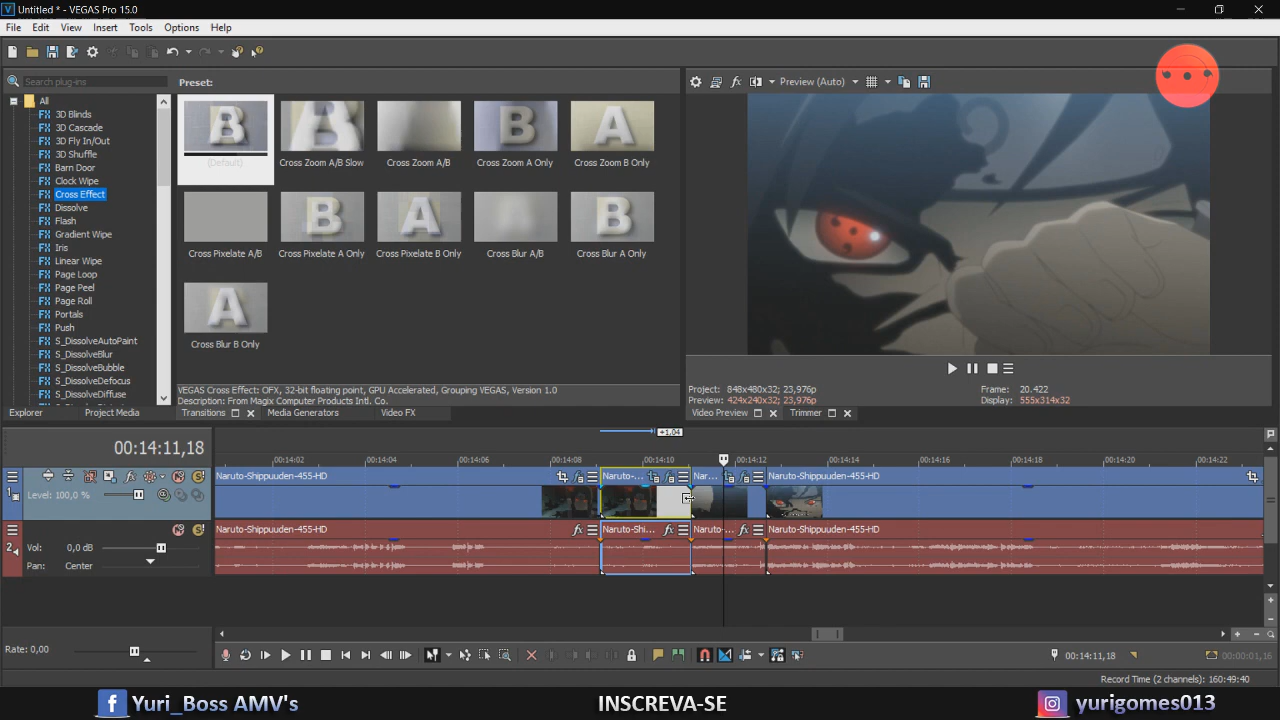 Untitled * - VEGAS Pro 15.0
File Edit View Insert Tools Options Help
Search plug-ins
Preset:
Preview (Auto)
All
3D Blinds
3D Cascade
3D Fly In/Out
3D Shuffle
Barn Door
Clock Wipe
Cross Effect
Dissolve
Flash
Gradient Wipe
Iris
Linear Wipe
Page Loop
Page Peel
Page Roll
Portals
Push
S_DissolveAutoPaint
S_DissolveBlur
S_DissolveBubble
S_DissolveDefocus
S_DissolveDiffuse
(Default)
Cross Zoom A/B Slow
Cross Zoom A/B
Cross Zoom A Only
Cross Zoom B Only
Cross Pixelate A/B
Cross Pixelate A Only
Cross Pixelate B Only
Cross Blur A/B
Cross Blur A Only
Cross Blur B Only
VEGAS Cross Effect: OFX, 32-bit floating point, GPU Accelerated, Grouping VEGAS, Version 1.0
Description: From Magix Computer Products Intl. Co.
Project: 848x480x32; 23,976p
Preview: 424x240x32; 23,976p
Frame: 20.422
Display: 555x314x32
Explorer Project Media Transitions Media Generators Video FX
Video Preview Trimmer
00:14:11,18
+1.04
00:14:02 00:14:04 00:14:06 00:14:08 00:14:10 00:14:12 00:14:14 00:14:16 00:14:18 00:14:20 00:14:22
1
Level: 100,0 %
Naruto-Shippuuden-455-HD
Naruto-...
Nar...
Naruto-Shippuuden-455-HD
2
Vol: 0,0 dB
Pan: Center
Naruto-Shippuuden-455-HD
Naruto-Shi...
Naruto-...
Naruto-Shippuuden-455-HD
Rate: 0,00
00:14:11,18
00:00:01,16
Record Time (2 channels): 160:49:40
Yuri_Boss AMV's
INSCREVA-SE
yurigomes013